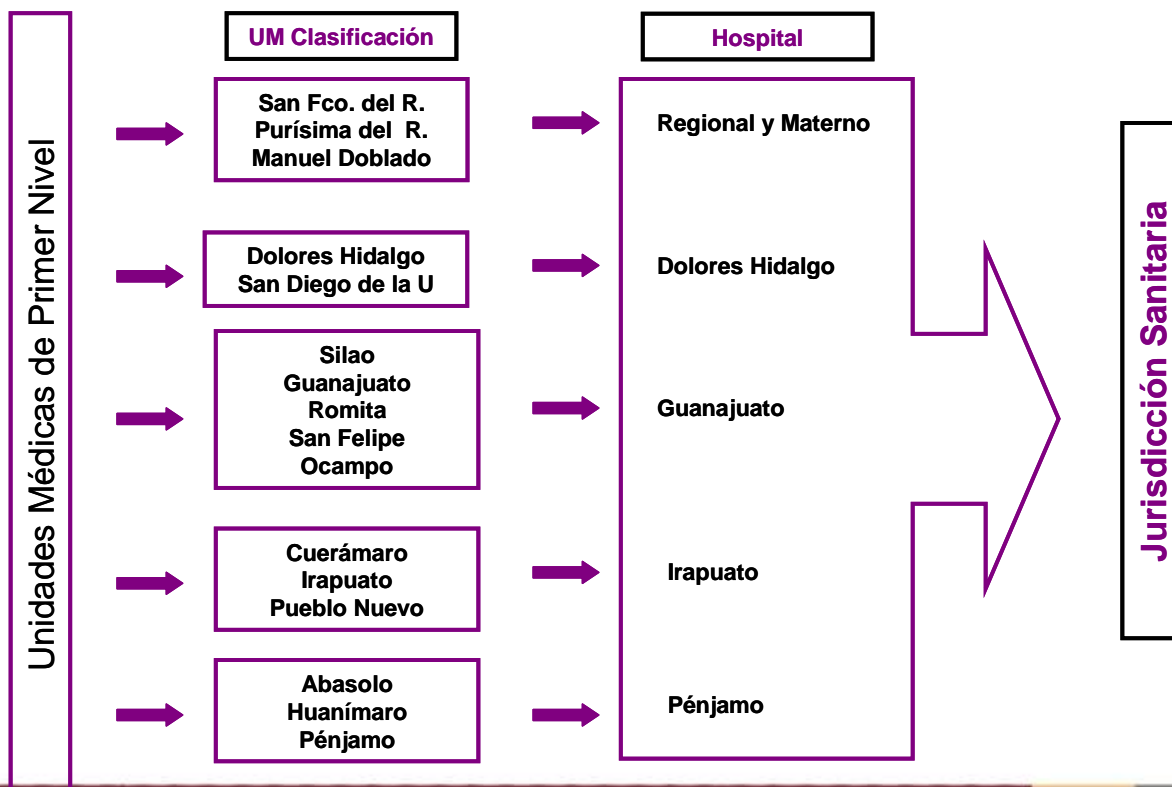 Unidades Médicas de Primer Nivel
UM Clasificación
Hospital
San Fco. del R.
Purísima del R.
Manuel Doblado
Regional y Materno
Dolores Hidalgo
San Diego de la U
Dolores Hidalgo
Silao
Guanajuato
Romita
San Felipe
Ocampo
Guanajuato
Cuerámaro
Irapuato
Pueblo Nuevo
Irapuato
Abasolo
Huanímaro
Pénjamo
Pénjamo
Jurisdicción Sanitaria